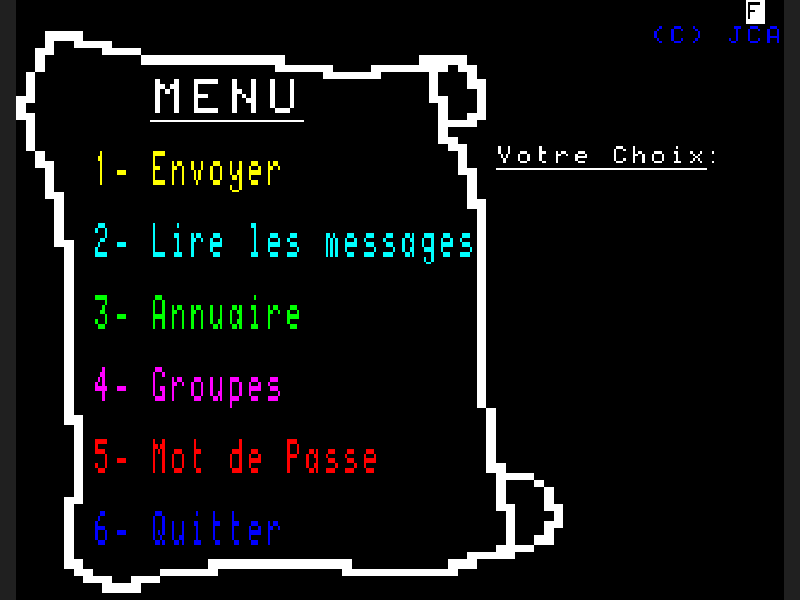 F
(C) JCA
MENU
Votre Choix:
1- Envoyer
2- Lire les messages
3- Annuaire
4- Groupes
5- Mot de Passe
6- Quitter